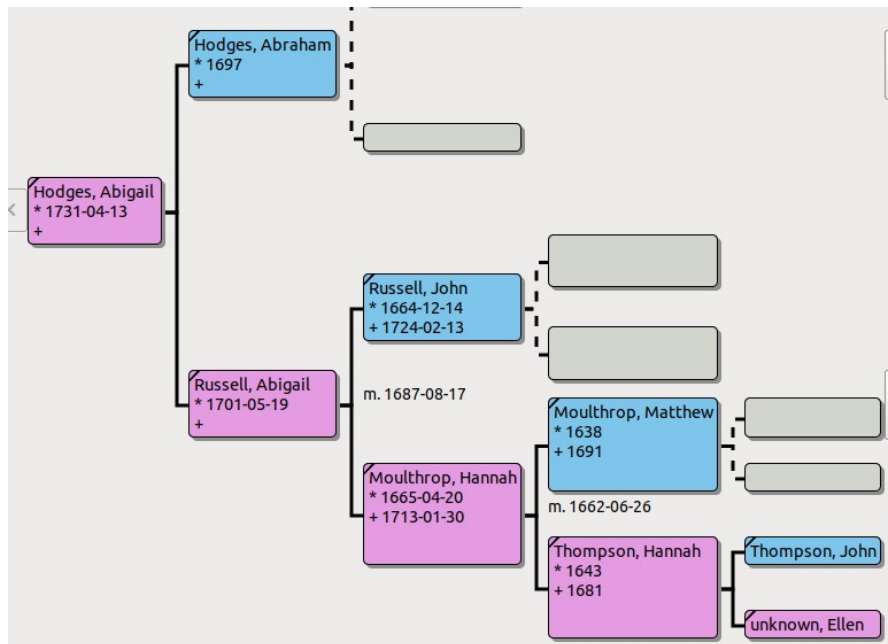 Hodges, Abraham
* 1697
+
Hodges, Abigail
* 1731-04-13
+
Russell, John
* 1664-12-14
+ 1724-02-13
Russell, Abigail
* 1701-05-19
+
m. 1687-08-17
Moulthrop, Matthew
* 1638
+ 1691
Moulthrop, Hannah
* 1665-04-20
+ 1713-01-30
m. 1662-06-26
Thompson, Hannah
* 1643
+ 1681
Thompson, John
unknown, Ellen